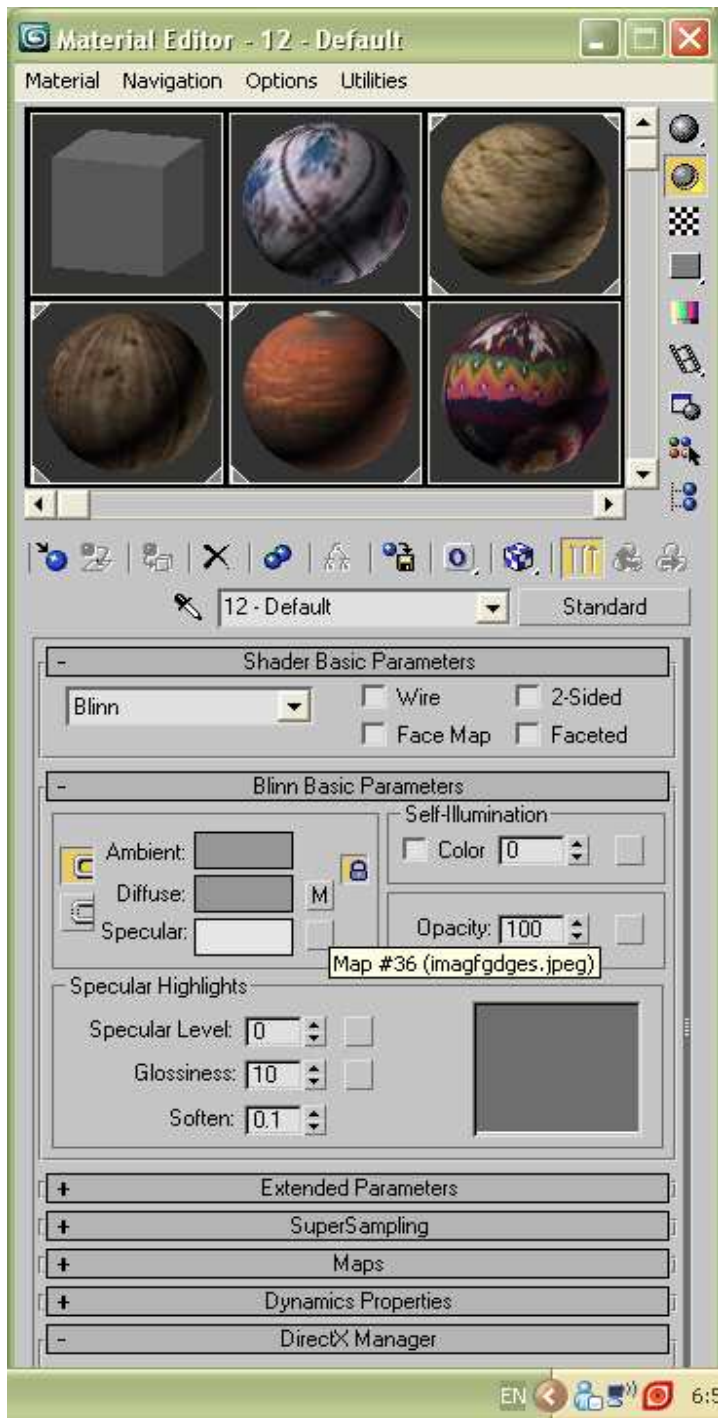 Material Editor - 12 - Default
Material Navigation Options Utilities
12 - Default Standard
- Shader Basic Parameters
Blinn Wire 2-Sided
Face Map Faceted
- Blinn Basic Parameters
Self-Illumination
Ambient: Color 0
Diffuse: M
Specular: Opacity: 100
Map #36 (imagfgdges.jpeg)
Specular Highlights
Specular Level: 0
Glossiness: 10
Soften: 0.1
+ Extended Parameters
+ SuperSampling
+ Maps
+ Dynamics Properties
- DirectX Manager
EN